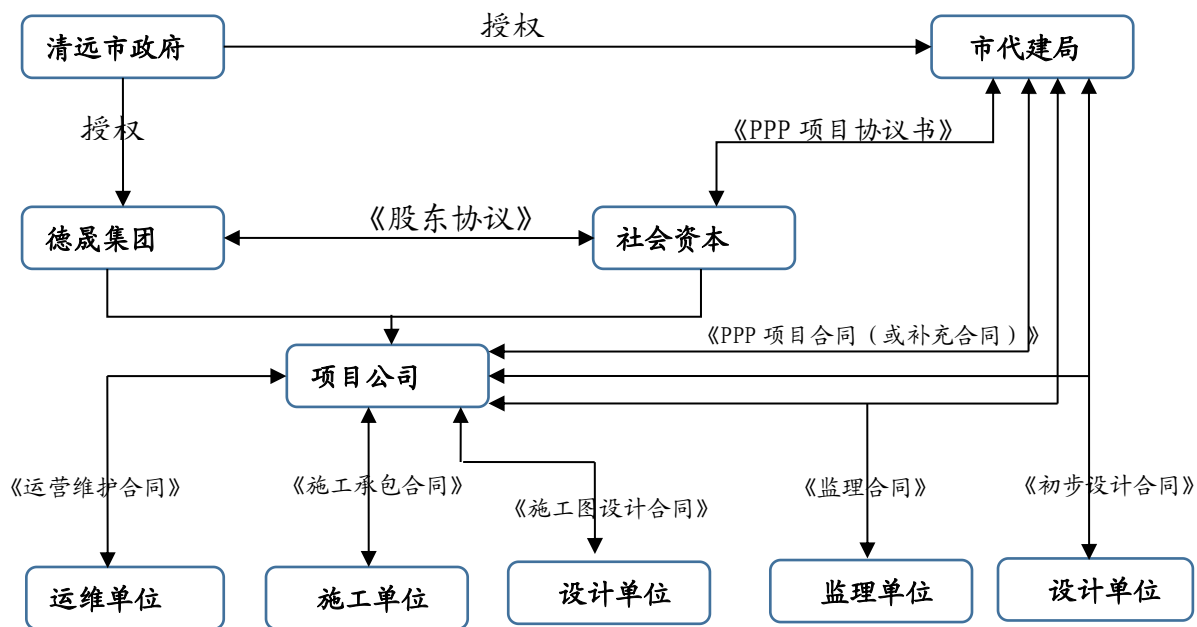 授权
清远市政府
市代建局
授权
《PPP 项目协议书》
《股东协议》
德晟集团
社会资本
《PPP 项目合同（或补充合同）》
项目公司
《运营维护合同》
《施工承包合同》
《监理合同》
《初步设计合同》
《施工图设计合同》
运维单位
施工单位
设计单位
监理单位
设计单位